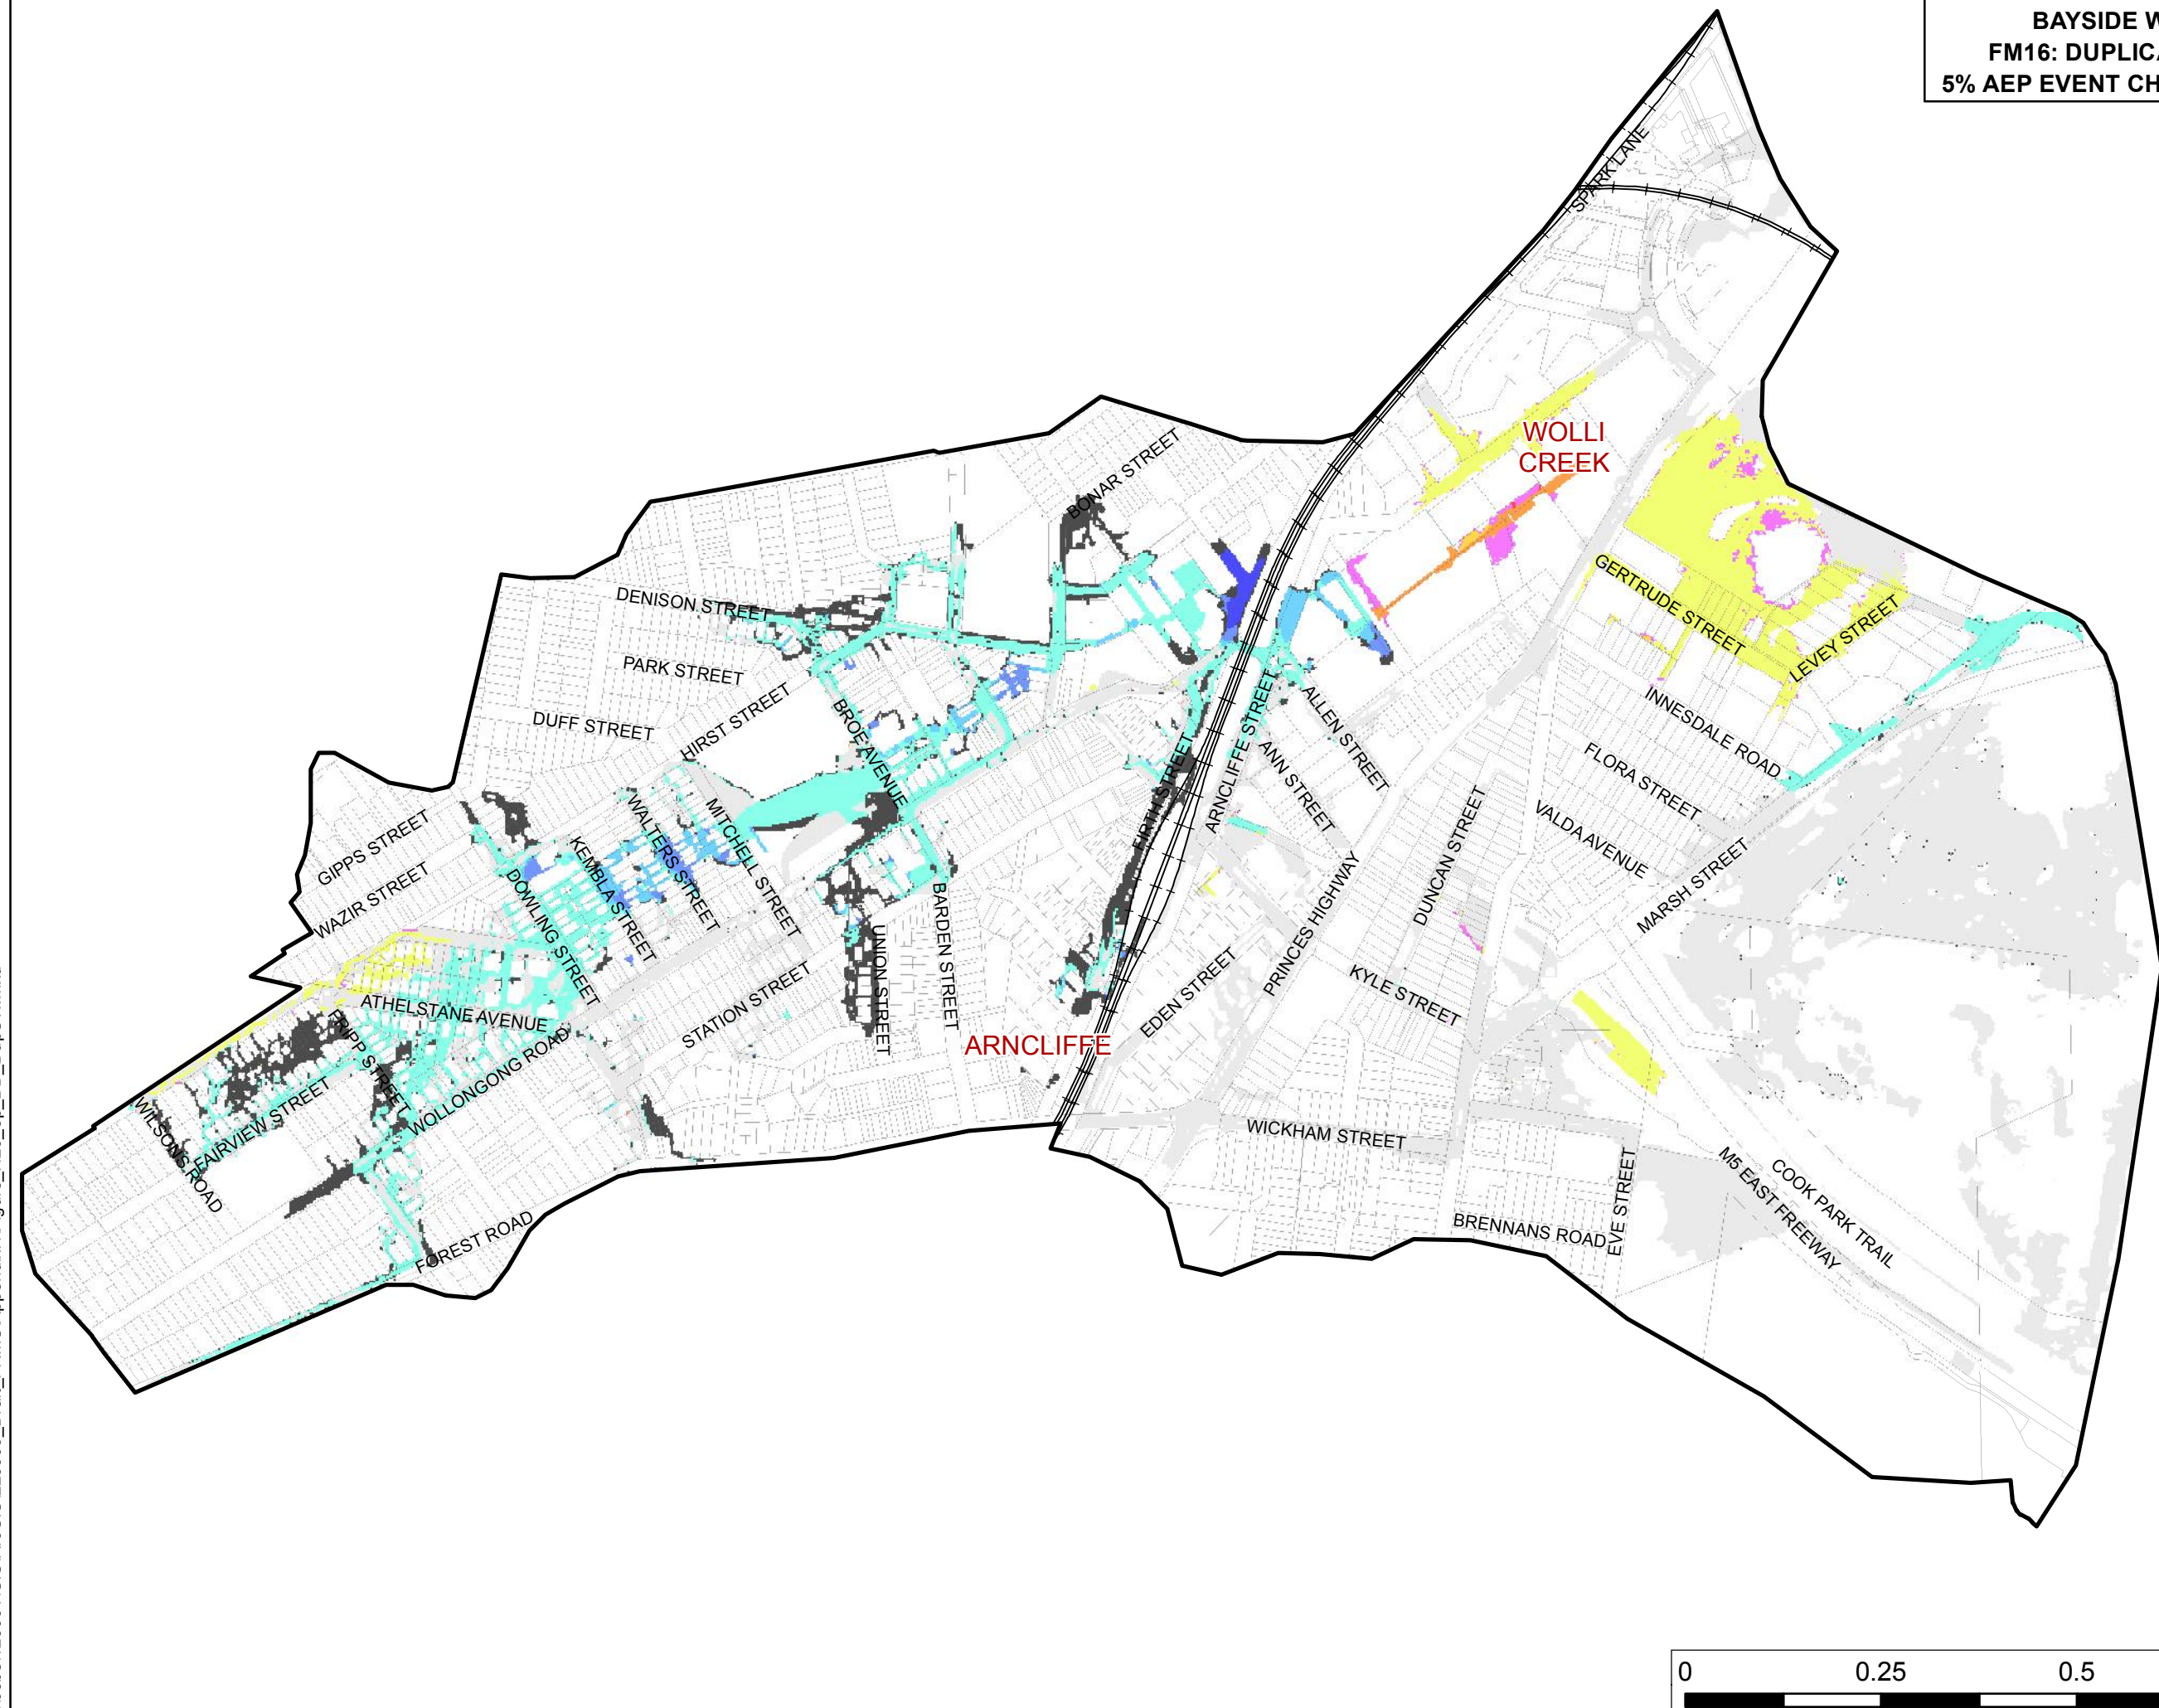 BAYSIDE W
FM16: DUPLICA
5% AEP EVENT CH
SPARK LANE
WOLLI
CREEK
BONAR STREET
DENISON STREET
PARK STREET
DUFF STREET
HIRST STREET
BROE AVENUE
GERTRUDE STREET
LEVEY STREET
INNESDALE ROAD
FLORA STREET
VALDA AVENUE
MARSH STREET
ALLEN STREET
ANN STREET
ARNCLIFFE STREET
FIRTH STREET
DUNCAN STREET
PRINCES HIGHWAY
KYLE STREET
EDEN STREET
GIPPS STREET
WAZIR STREET
KEMBLA STREET
WALTERS STREET
MITCHELL STREET
DOWLING STREET
UNION STREET
BARDEN STREET
STATION STREET
ATHELSTANE AVENUE
FRIPP STREET
WOLLONGONG ROAD
ARNCLIFFE
WILSONS ROAD
FAIRVIEW STREET
FOREST ROAD
WICKHAM STREET
BRENNANS ROAD
EVE STREET
M5 EAST FREEWAY
COOK PARK TRAIL
0 0.25 0.5